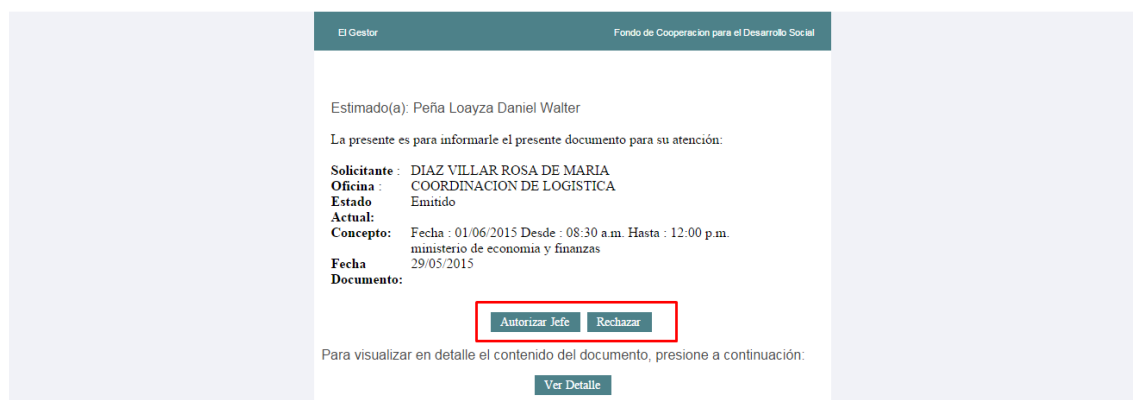 El Gestor Fondo de Cooperacion para el Desarrollo Social
Estimado(a): Peña Loayza Daniel Walter
La presente es para informarle el presente documento para su atención:
Solicitante : DIAZ VILLAR ROSA DE MARIA
Oficina : COORDINACION DE LOGISTICA
Estado Emitido
Actual:
Concepto: Fecha : 01/06/2015 Desde : 08:30 a.m. Hasta : 12:00 p.m.
ministerio de economia y finanzas
Fecha 29/05/2015
Documento:
Autorizar Jefe Rechazar
Para visualizar en detalle el contenido del documento, presione a continuación:
Ver Detalle